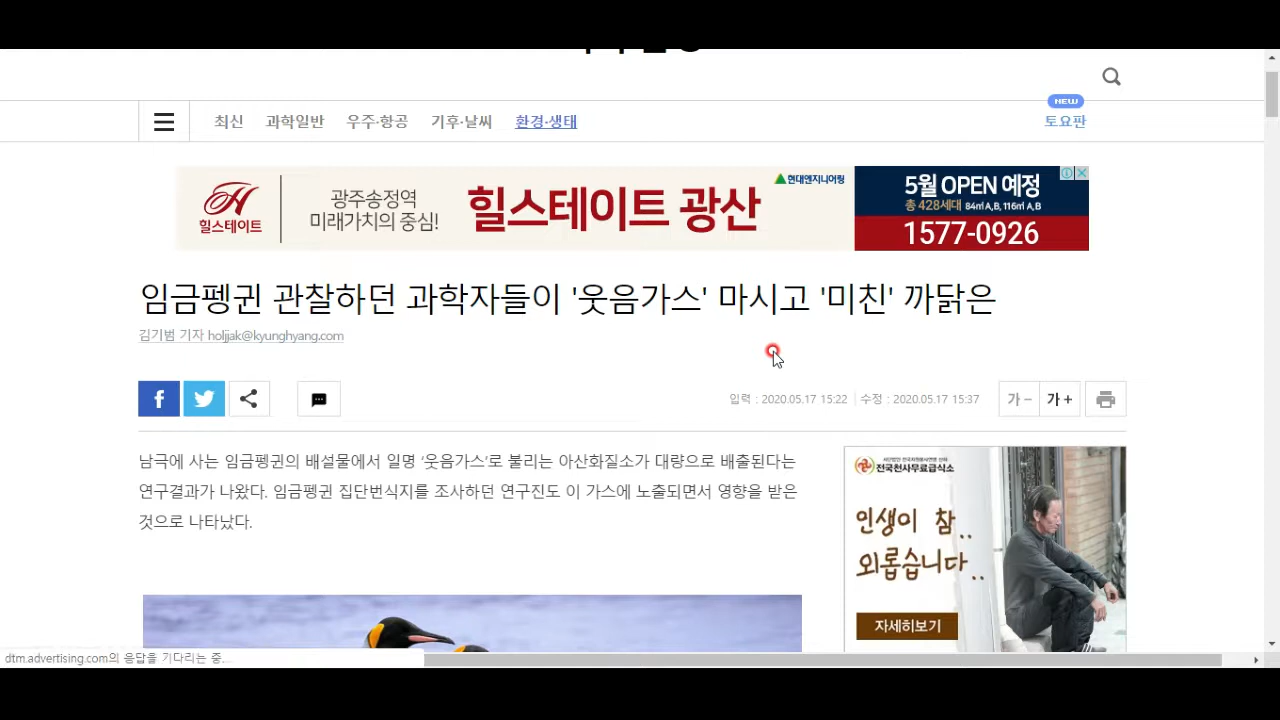 최신 과학일반 우주·항공 기후·날씨 환경·생태
NEW
토요판
힐스테이트
광주송정역
미래가치의 중심!
힐스테이트 광산
현대엔지니어링
5월 OPEN 예정
총 428세대 84㎡ A,B, 116㎡ A,B
1577-0926
임금펭귄 관찰하던 과학자들이 '웃음가스' 마시고 '미친' 까닭은
김기범 기자 holjjak@kyunghyang.com
입력 : 2020.05.17 15:22 수정 : 2020.05.17 15:37
가 - 가 +
남극에 사는 임금펭귄의 배설물에서 일명 ‘웃음가스’로 불리는 아산화질소가 대량으로 배출된다는
연구결과가 나왔다. 임금펭귄 집단번식지를 조사하던 연구진도 이 가스에 노출되면서 영향을 받은
것으로 나타났다.
전국천사무료급식소
인생이 참..
외롭습니다..
자세히보기
dtm.advertising.com의 응답을 기다리는 중...